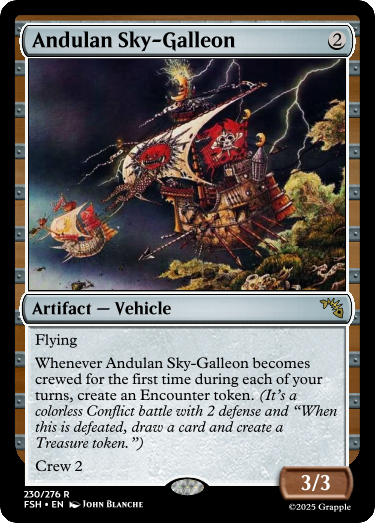 Andulan Sky-Galleon 2
Artifact — Vehicle
Flying
Whenever Andulan Sky-Galleon becomes
crewed for the first time during each of your
turns, create an Encounter token. (It's a
colorless Conflict battle with 2 defense and “When
this is defeated, draw a card and create a
Treasure token.”)
Crew 2
3/3
230/276 R
FSH • EN John Blanche
©2025 Grapple